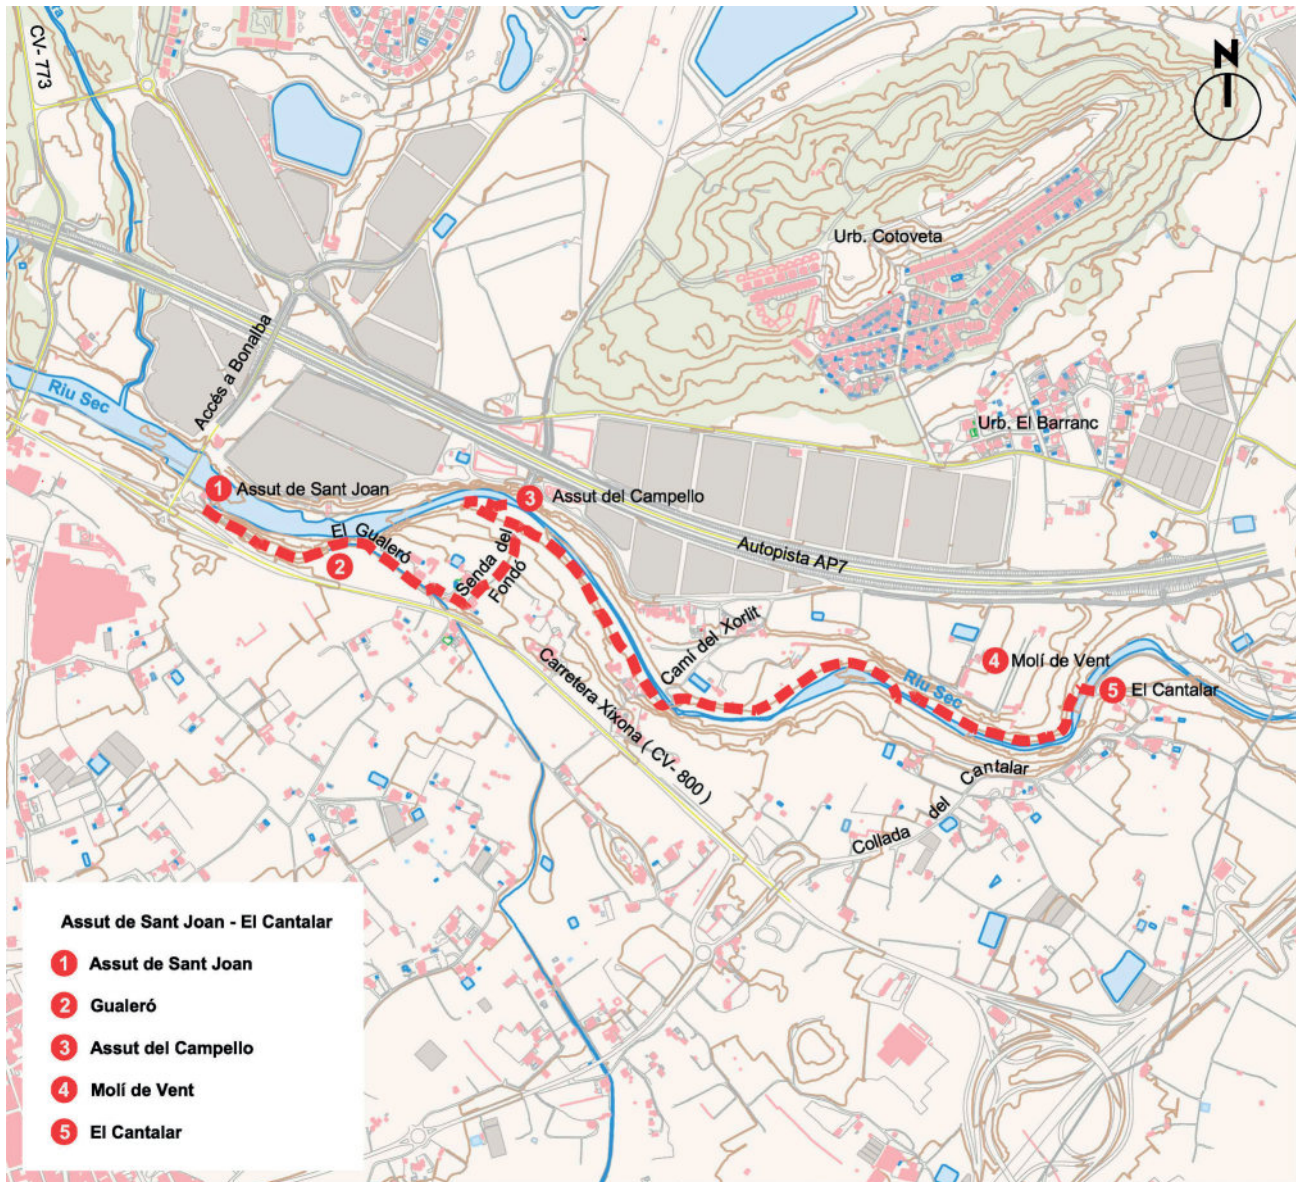 CV- 773
N
Urb. Cotoveta
Accés a Bonalba
Riu Sec
Urb. El Barranc
1 Assut de Sant Joan
3 Assut del Campello
El Gualeró
2
Senda del
Fondó
Autopista AP7
Camí del Xorlit
4 Molí de Vent
Riu Sec
5 El Cantalar
Carretera Xixona ( CV- 800 )
Collada del Cantalar
Assut de Sant Joan - El Cantalar
1 Assut de Sant Joan
2 Gualeró
3 Assut del Campello
4 Molí de Vent
5 El Cantalar